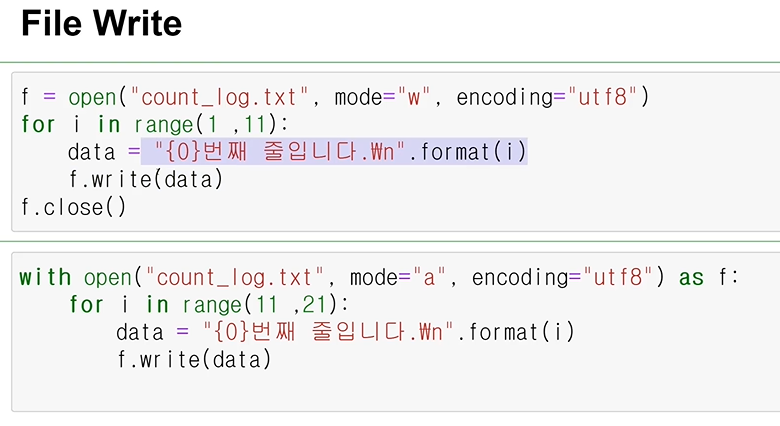 File Write
f = open("count_log.txt", mode="w", encoding="utf8")
for i in range(1 ,11):
    data = "{0}번째 줄입니다.₩n".format(i)
    f.write(data)
f.close()
with open("count_log.txt", mode="a", encoding="utf8") as f:
    for i in range(11 ,21):
        data = "{0}번째 줄입니다.₩n".format(i)
        f.write(data)